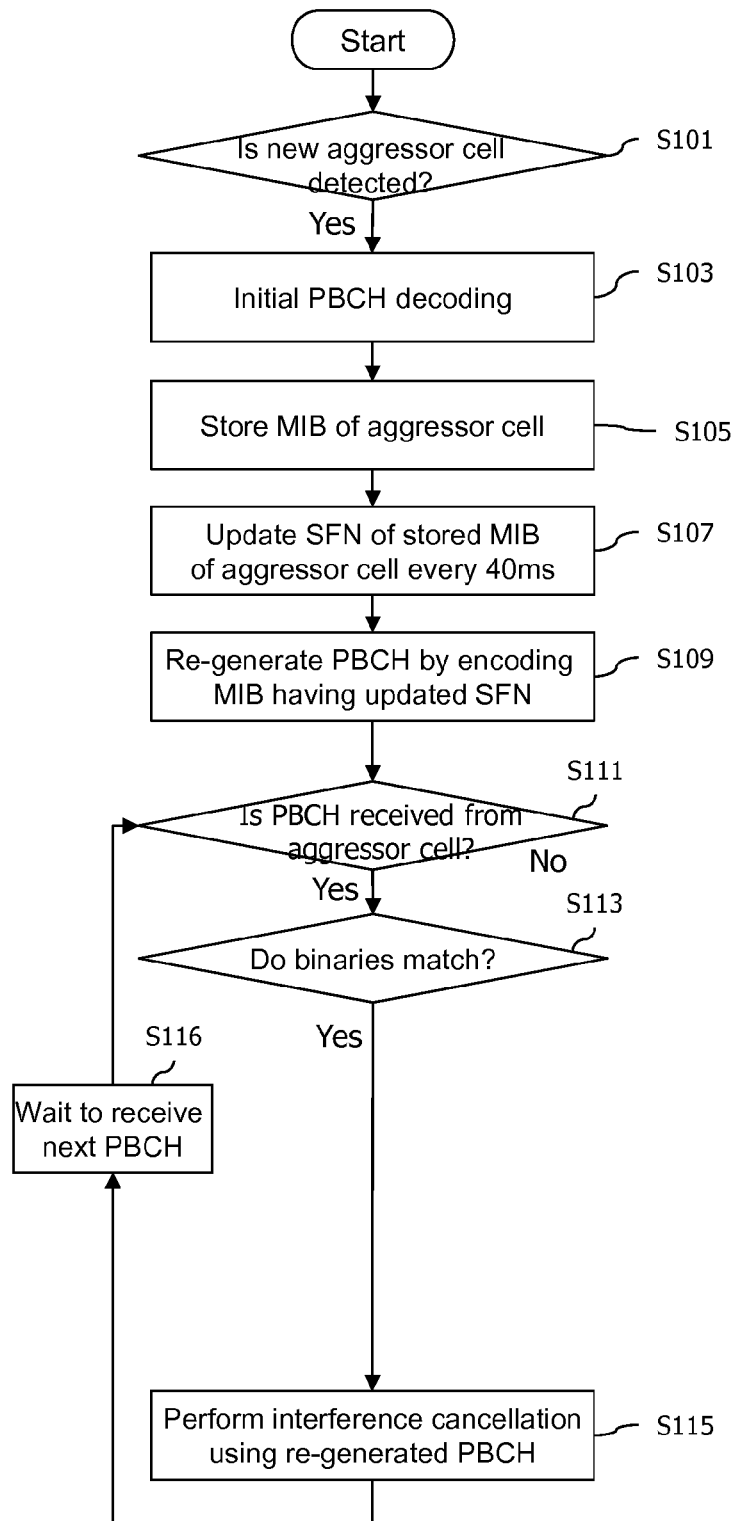 Start
Is new aggressor cell
detected?
S101
Yes
Initial PBCH decoding
S103
Store MIB of aggressor cell
S105
Update SFN of stored MIB
of aggressor cell every 40ms
S107
Re-generate PBCH by encoding
MIB having updated SFN
S109
Is PBCH received from
aggressor cell?
S111
No
Yes
Do binaries match?
S113
Yes
S116
Wait to receive
next PBCH
Perform interference cancellation
using re-generated PBCH
S115